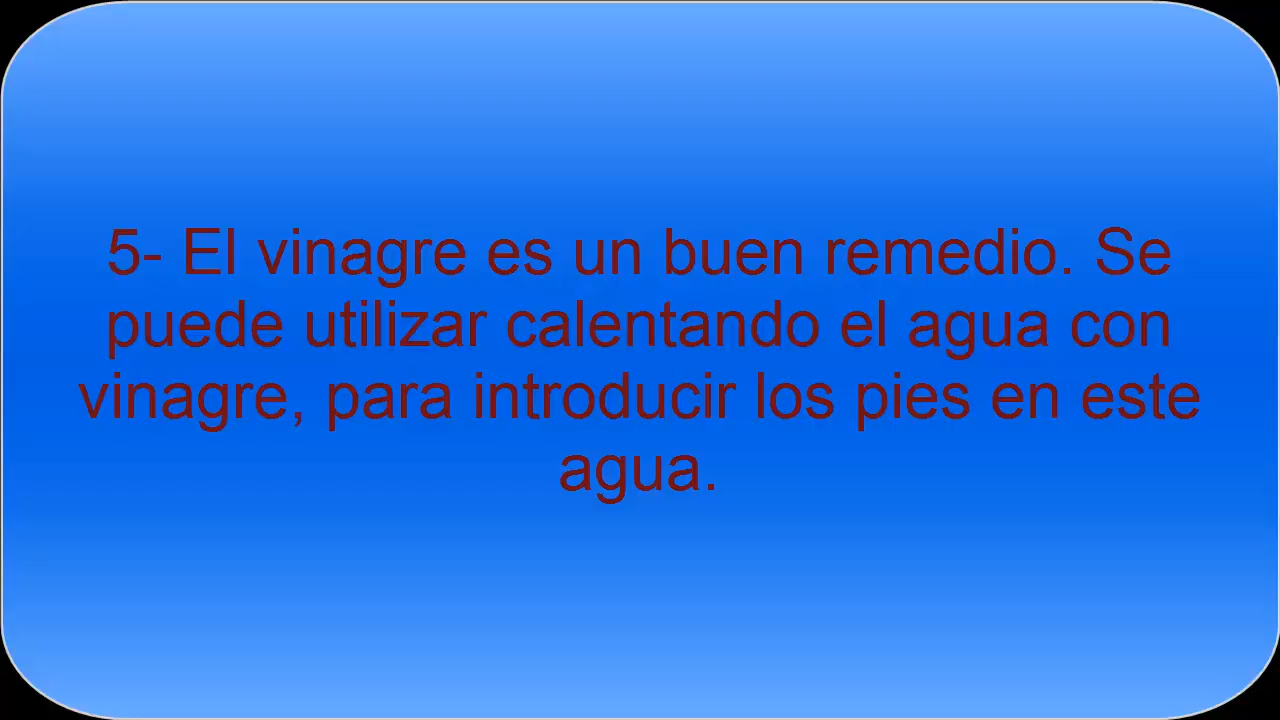 5- El vinagre es un buen remedio. Se
puede utilizar calentando el agua con
vinagre, para introducir los pies en este
agua.